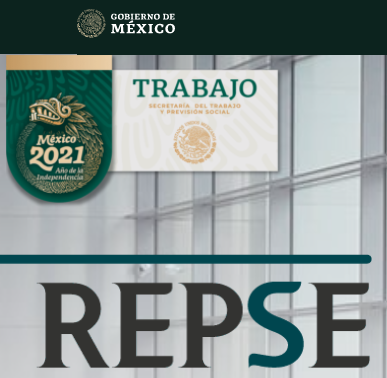 GOBIERNO DE
MÉXICO
TRABAJO
SECRETARÍA DEL TRABAJO
Y PREVISIÓN SOCIAL
México
2021
Año de la
Independencia
REPSE